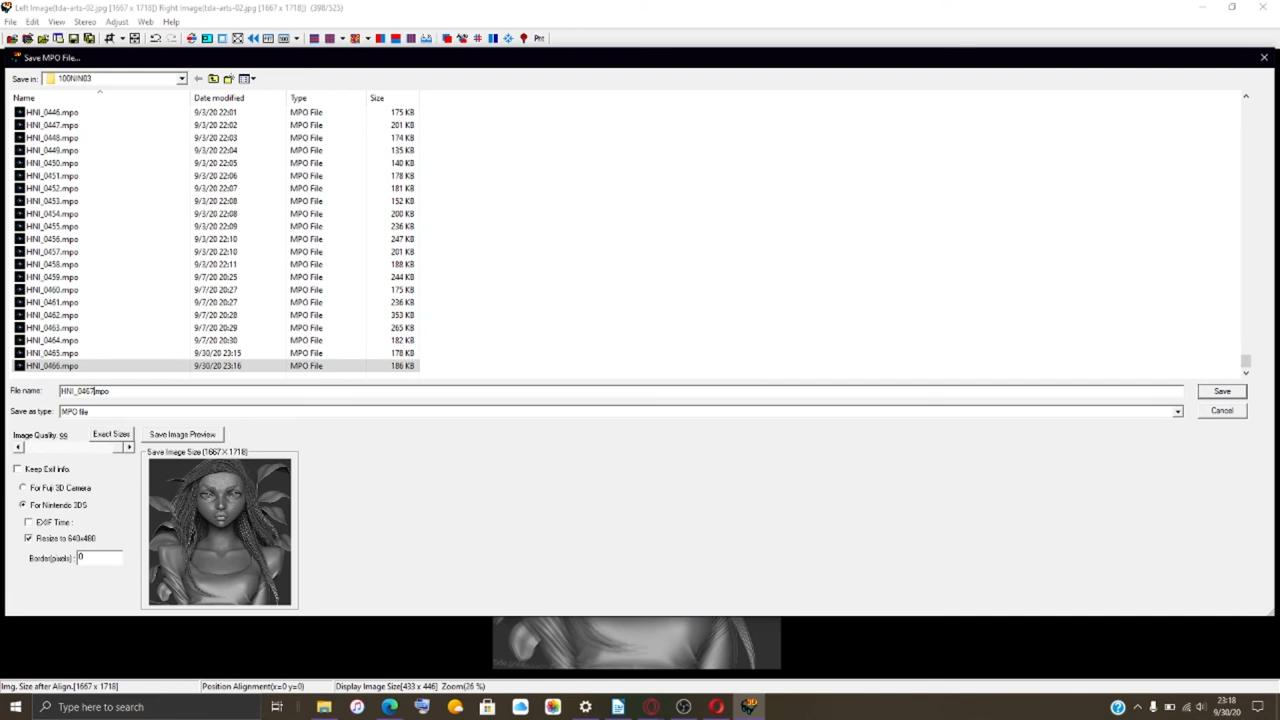 Left Image(tda-arts-02.jpg [1667 x 1718]) Right Image(tda-arts-02.jpg [1667 x 1718]) (398/525)
File Edit View Stereo Adjust Web Help
Save MPO File...
Save in: 100NIN03
Name Date modified Type Size
HNI_0446.mpo 9/3/20 22:01 MPO File 175 KB
HNI_0447.mpo 9/3/20 22:02 MPO File 201 KB
HNI_0448.mpo 9/3/20 22:03 MPO File 174 KB
HNI_0449.mpo 9/3/20 22:04 MPO File 135 KB
HNI_0450.mpo 9/3/20 22:05 MPO File 140 KB
HNI_0451.mpo 9/3/20 22:06 MPO File 178 KB
HNI_0452.mpo 9/3/20 22:07 MPO File 181 KB
HNI_0453.mpo 9/3/20 22:08 MPO File 152 KB
HNI_0454.mpo 9/3/20 22:08 MPO File 200 KB
HNI_0455.mpo 9/3/20 22:09 MPO File 236 KB
HNI_0456.mpo 9/3/20 22:10 MPO File 247 KB
HNI_0457.mpo 9/3/20 22:10 MPO File 201 KB
HNI_0458.mpo 9/3/20 22:11 MPO File 188 KB
HNI_0459.mpo 9/7/20 20:25 MPO File 244 KB
HNI_0460.mpo 9/7/20 20:27 MPO File 175 KB
HNI_0461.mpo 9/7/20 20:27 MPO File 236 KB
HNI_0462.mpo 9/7/20 20:28 MPO File 353 KB
HNI_0463.mpo 9/7/20 20:29 MPO File 265 KB
HNI_0464.mpo 9/7/20 20:30 MPO File 182 KB
HNI_0465.mpo 9/30/20 23:15 MPO File 178 KB
HNI_0466.mpo 9/30/20 23:16 MPO File 186 KB
File name: HNI_0467.mpo Save
Save as type: MPO file Cancel
Image Quality: 99 Exact Sizes Save Image Preview
Save Image Size (1667×1718)
Keep Exif info.
For Fuji 3D Camera
For Nintendo 3DS
EXIF Time :
Resize to 640x480
Border(pixels) : 0
Img. Size after Align.[1667 x 1718] Position Alignment(x=0 y=0) Display Image Size[433 x 446] Zoom(26 %)
Type here to search
23:18
9/30/20